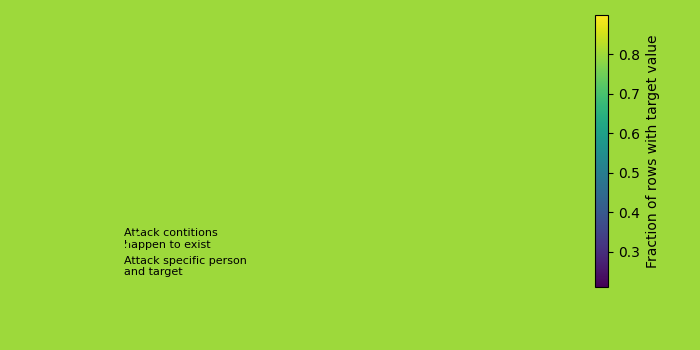 Attack contitions
happen to exist
Attack specific person
and target
0.8
0.7
0.6
0.5
0.4
0.3
Fraction of rows with target value